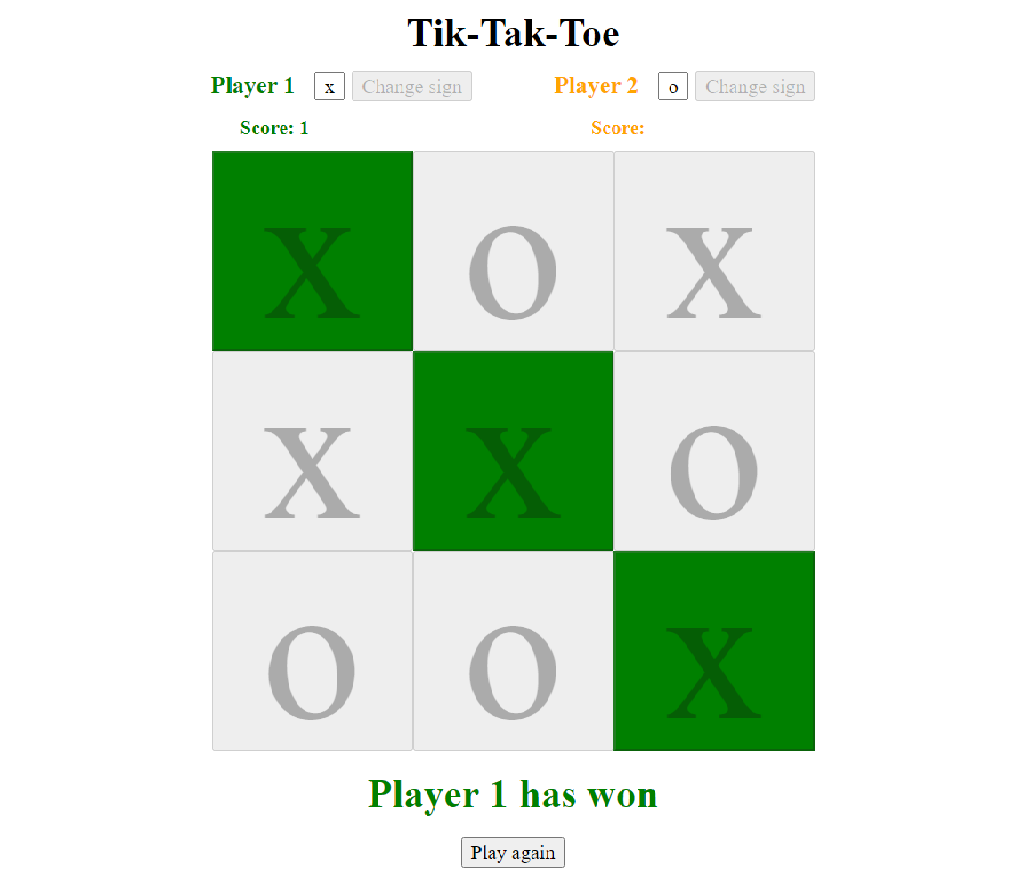 Tik-Tak-Toe
Player 1 x Change sign Player 2 o Change sign
Score: 1 Score:
x o x
x x o
o o x
Player 1 has won
Play again